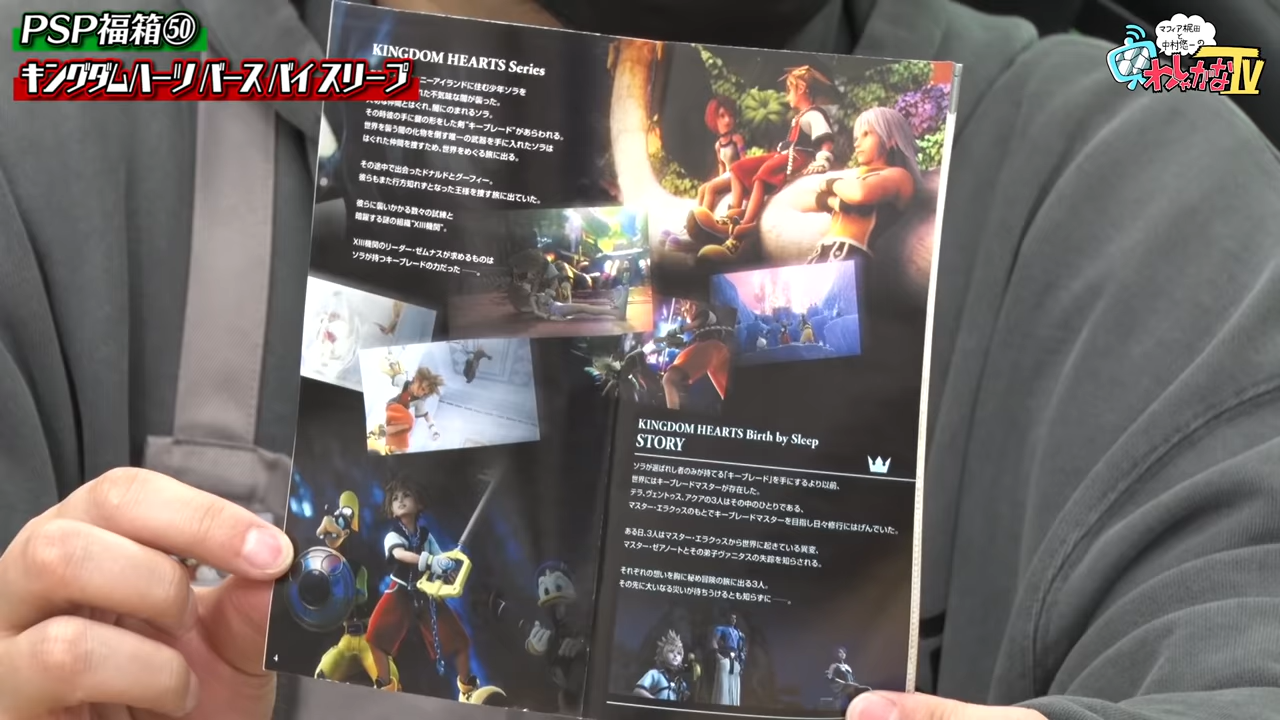 PSP福箱㊿
キングダムハーツ バース バイ スリープ
マフィア梶田
と
中村悠一の
わしゃがなTV
KINGDOM HEARTS Series
ニーアイランドに住む少年ソラを
れた不気味な闇が襲った。
大切な仲間とはぐれ、闇にのまれるソラ。
その時彼の手に鍵の形をした剣“キーブレード”があらわれる。
世界を襲う闇の化物を倒す唯一の武器を手に入れたソラは
はぐれた仲間を捜すため、世界をめぐる旅に出る。
その途中で出会ったドナルドとグーフィー。
彼らもまた行方知れずとなった王様を捜す旅に出ていた。
彼らに襲いかかる数々の試練と
暗躍する謎の組織“XIII機関”。
XIII機関のリーダー・ゼムナスが求めるものは
ソラが持つキーブレードの力だった――。
4
KINGDOM HEARTS Birth by Sleep
STORY
ソラが選ばれし者のみが持てる「キーブレード」を手にするより以前、
世界にはキーブレードマスターが存在した。
テラ、ヴェントゥス、アクアの3人はその中のひとりである、
マスター・エラクゥスのもとでキーブレードマスターを目指し日々修行にはげんでいた。
ある日、3人はマスター・エラクゥスから世界に起きている異変、
マスター・ゼアノートとその弟子ヴァニタスの失踪を知らされる。
それぞれの想いを胸に秘め冒険の旅に出る3人。
その先に大いなる災いが待ちうけるとも知らずに――。